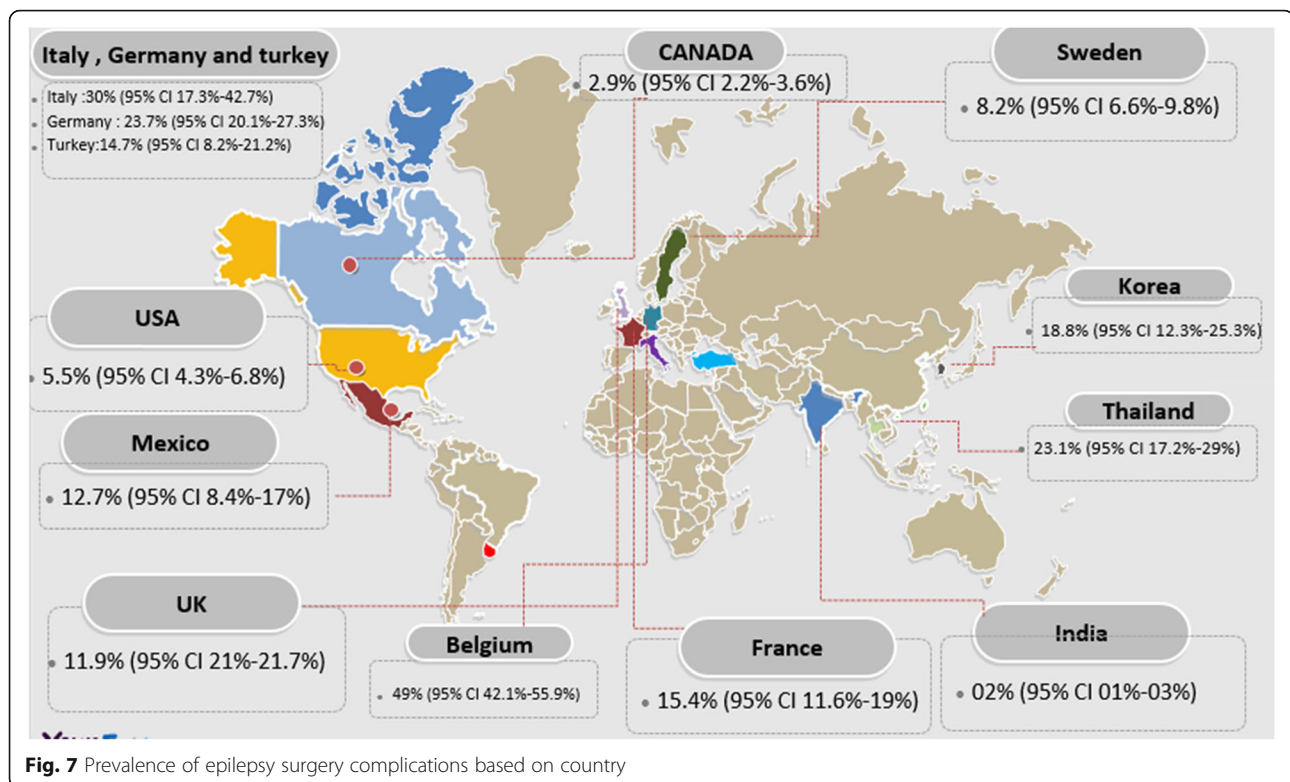 Italy , Germany and turkey
Italy :30% (95% CI 17.3%-42.7%)
Germany : 23.7% (95% CI 20.1%-27.3%)
Turkey:14.7% (95% CI 8.2%-21.2%)
CANADA
2.9% (95% CI 2.2%-3.6%)
Sweden
8.2% (95% CI 6.6%-9.8%)
USA
5.5% (95% CI 4.3%-6.8%)
Korea
18.8% (95% CI 12.3%-25.3%)
Mexico
12.7% (95% CI 8.4%-17%)
Thailand
23.1% (95% CI 17.2%-29%)
UK
11.9% (95% CI 21%-21.7%)
Belgium
49% (95% CI 42.1%-55.9%)
France
15.4% (95% CI 11.6%-19%)
India
02% (95% CI 01%-03%)
Fig. 7 Prevalence of epilepsy surgery complications based on country